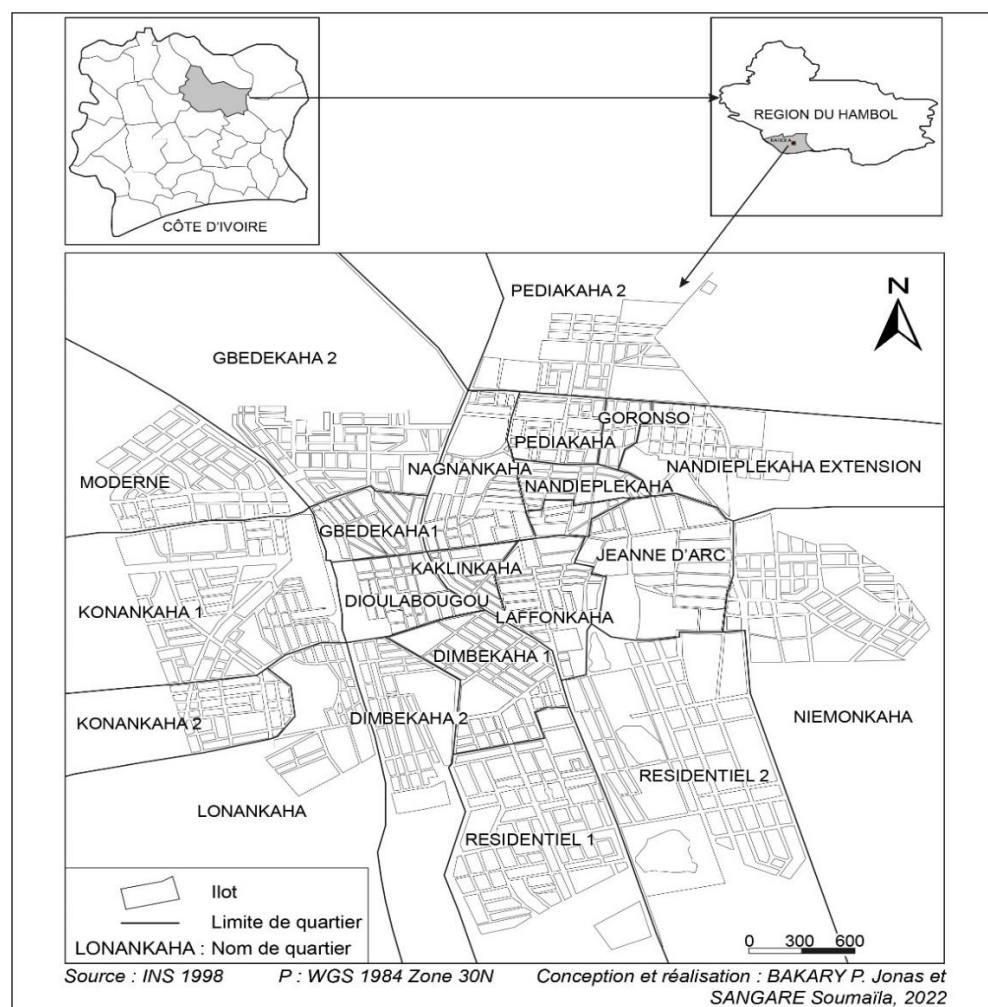 CÔTE D'IVOIRE
REGION DU HAMBOL
N
PEDIAKAHA 2
GBEDEKAHA 2
GORONSO
PEDIAKAHA
NAGNANKAHA
NANDIEPLEKAHA EXTENSION
MODERNE
NANDIEPLEKAHA
GBEDEKAHA1
JEANNE D'ARC
KAKLINKAHA
KONANKAHA 1
DIOULABOUGOU
LAFFONKAHA
DIMBEKAHA 1
KONANKAHA 2
DIMBEKAHA 2
NIEMONKAHA
RESIDENTIEL 2
LONANKAHA
RESIDENTIEL 1
Ilot
Limite de quartier
LONANKAHA : Nom de quartier
0 300 600
Source : INS 1998 P : WGS 1984 Zone 30N Conception et réalisation : BAKARY P. Jonas et
SANGARE Soumaïla, 2022